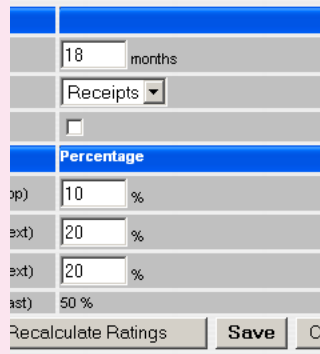 18 months
Receipts
Percentage
10 %
20 %
20 %
50 %
Recalculate Ratings Save